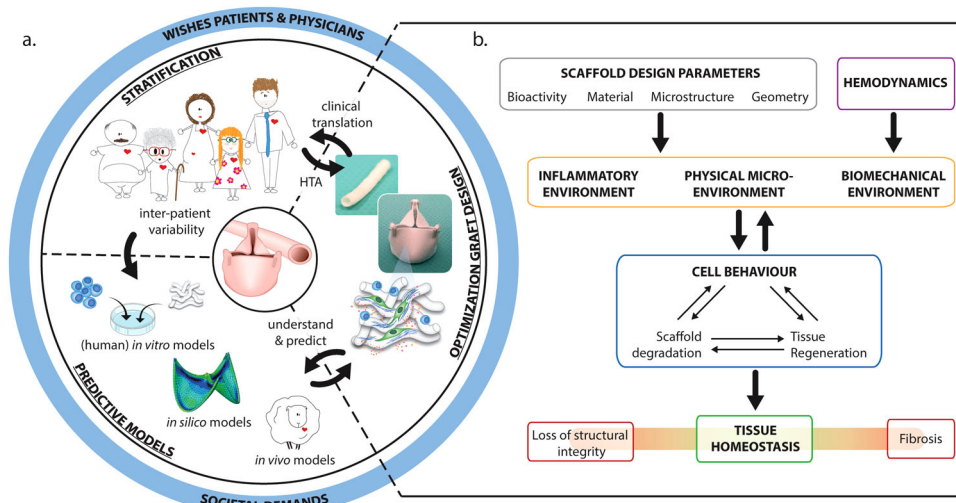 a.
WISHES PATIENTS & PHYSICIANS
STRATIFICATION
clinical
translation
HTA
inter-patient
variability
OPTIMIZATION GRAFT DESIGN
understand
& predict
(human) in vitro models
in silico models
in vivo models
PREDICTIVE MODELS
SOCIETAL DEMANDS
b.
SCAFFOLD DESIGN PARAMETERS
Bioactivity Material Microstructure Geometry
HEMODYNAMICS
INFLAMMATORY
ENVIRONMENT
PHYSICAL MICRO-
ENVIRONMENT
BIOMECHANICAL
ENVIRONMENT
CELL BEHAVIOUR
Scaffold
degradation
Tissue
Regeneration
Loss of structural
integrity
TISSUE
HOMEOSTASIS
Fibrosis